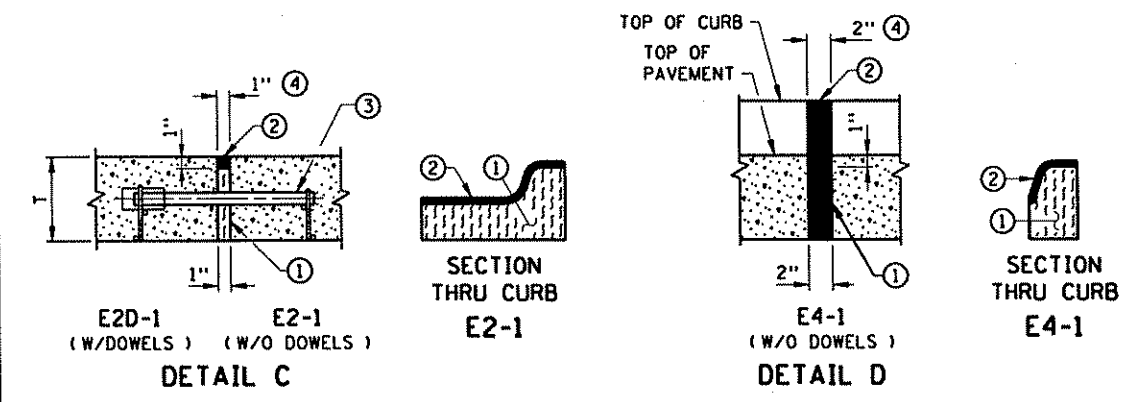 1" ④
③
②
1"
T
①
1"
E2D-1
(W/DOWELS)
E2-1
(W/O DOWELS)
DETAIL C
②
①
SECTION
THRU CURB
E2-1
TOP OF CURB
TOP OF
PAVEMENT
2" ④
②
1"
①
2"
E4-1
(W/O DOWELS)
DETAIL D
②
①
SECTION
THRU CURB
E4-1